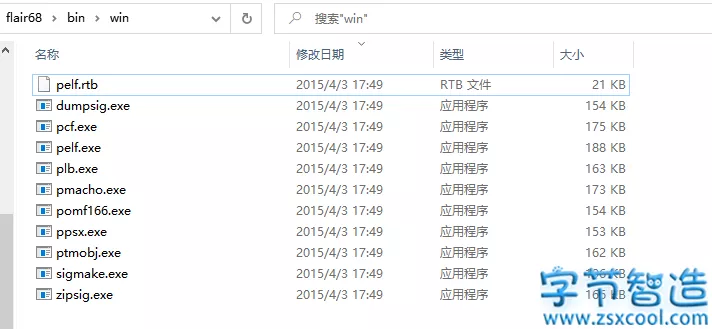 flair68 > bin > win 搜索"win"
名称 修改日期 类型 大小
pelf.rtb 2015/4/3 17:49 RTB 文件 21 KB
dumpsig.exe 2015/4/3 17:49 应用程序 154 KB
pcf.exe 2015/4/3 17:49 应用程序 175 KB
pelf.exe 2015/4/3 17:49 应用程序 188 KB
plb.exe 2015/4/3 17:49 应用程序 163 KB
pmacho.exe 2015/4/3 17:49 应用程序 173 KB
pomf166.exe 2015/4/3 17:49 应用程序 154 KB
ppsx.exe 2015/4/3 17:49 应用程序 153 KB
ptmobj.exe 2015/4/3 17:49 应用程序 162 KB
sigmake.exe 2015/4/3 17:49 应用程序 KB
zipsig.exe 2015/4/3 17:49 应用程序 KB
字节智造
www.zsxcool.com